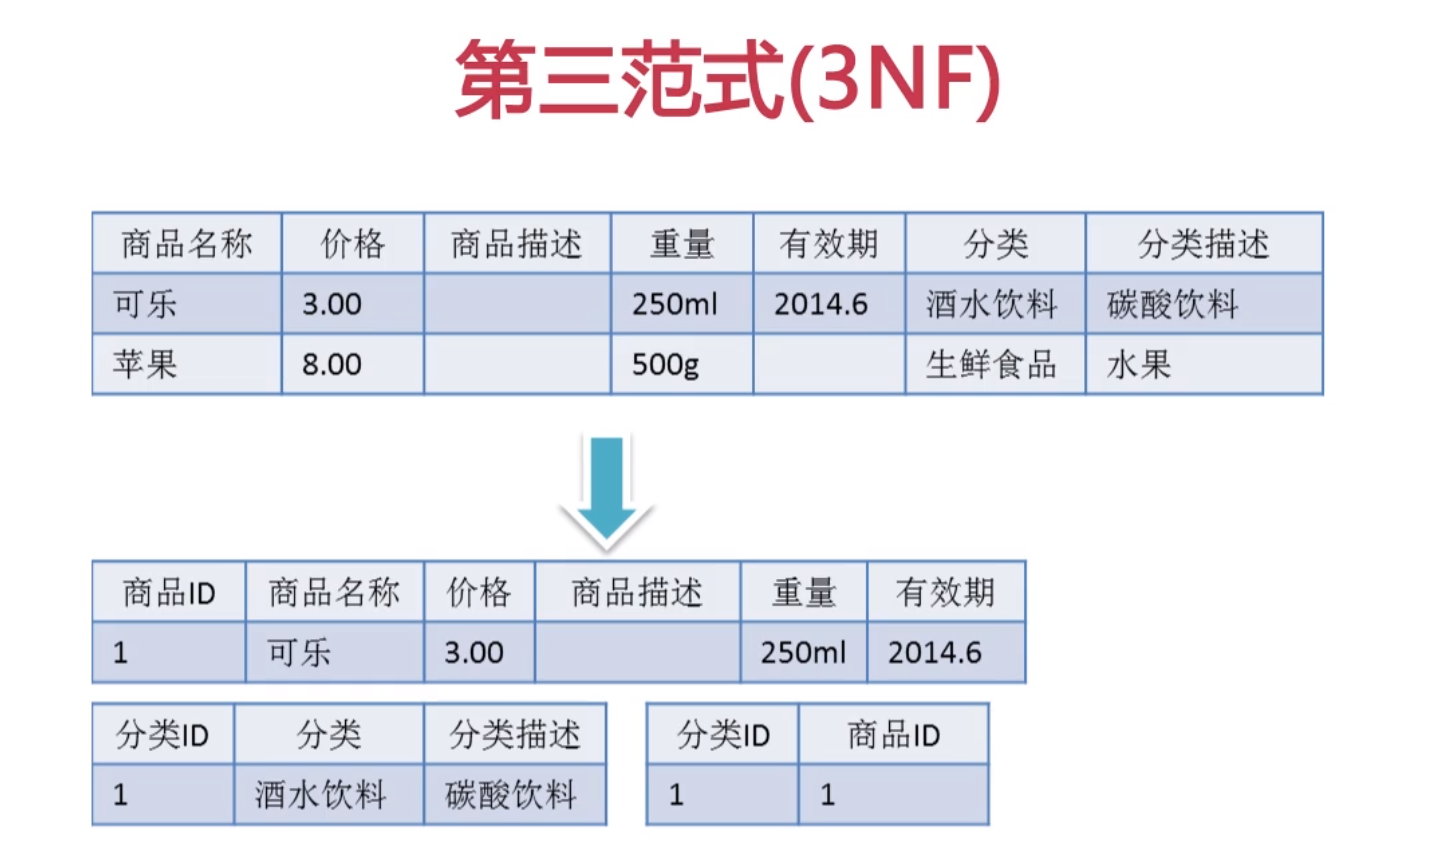 第三范式(3NF)
商品名称 价格 商品描述 重量 有效期 分类 分类描述
可乐 3.00 250ml 2014.6 酒水饮料 碳酸饮料
苹果 8.00 500g 生鲜食品 水果
商品ID 商品名称 价格 商品描述 重量 有效期
1 可乐 3.00 250ml 2014.6
分类ID 分类 分类描述
1 酒水饮料 碳酸饮料
分类ID 商品ID
1 1